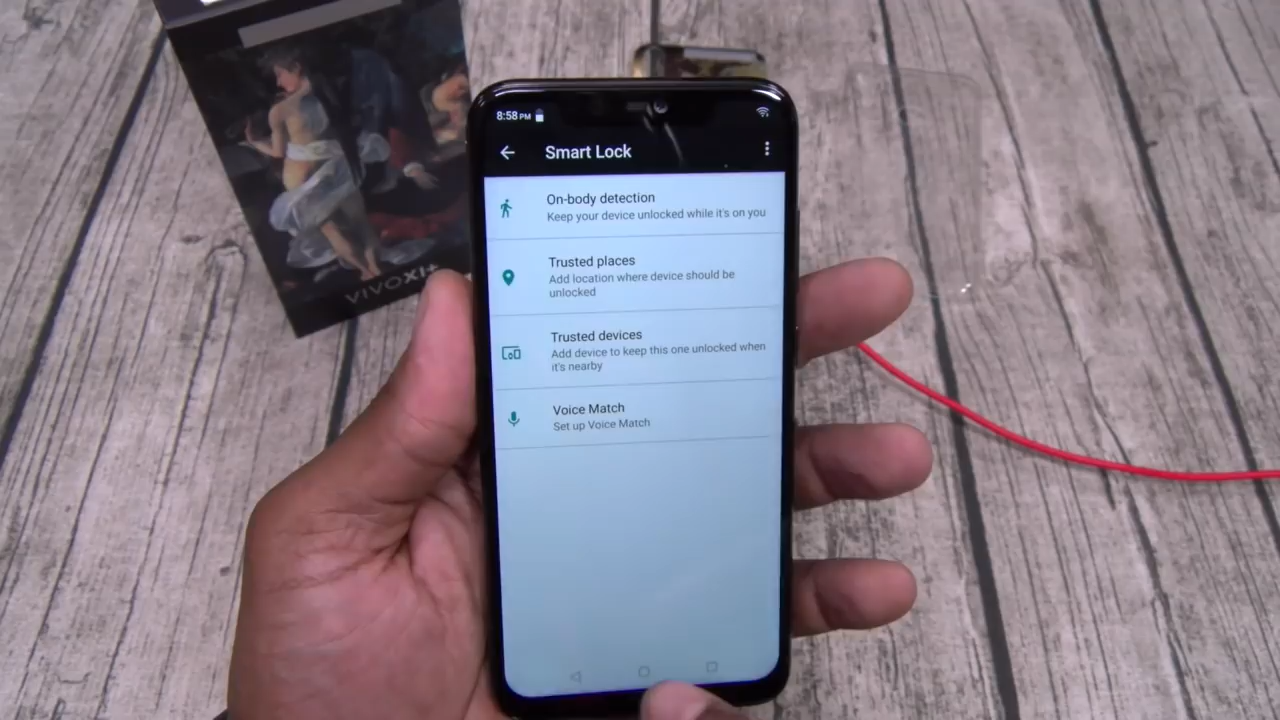 8:58 PM
Smart Lock
On-body detection
Keep your device unlocked while it's on you
Trusted places
Add location where device should be
unlocked
Trusted devices
Add device to keep this one unlocked when
it's nearby
Voice Match
Set up Voice Match
VIVOXI+